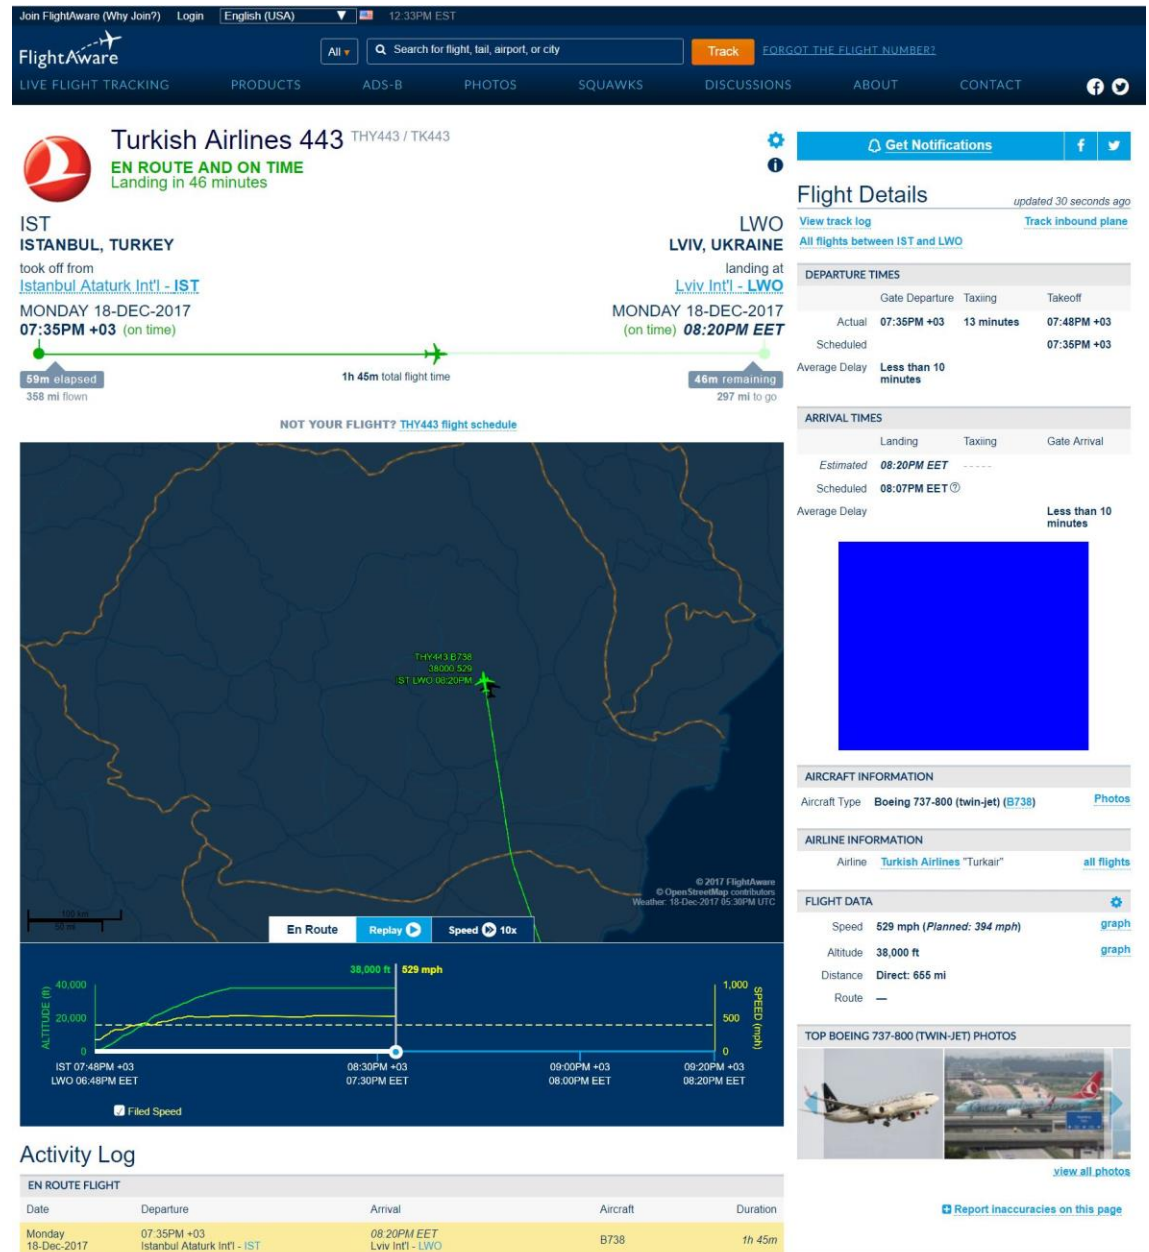 Join FlightAware (Why Join?) Login English (USA) ▼ 12:33PM EST
FlightAware
All ▾ Search for flight, tail, airport, or city Track FORGOT THE FLIGHT NUMBER?
LIVE FLIGHT TRACKING PRODUCTS ADS-B PHOTOS SQUAWKS DISCUSSIONS ABOUT CONTACT
Turkish Airlines 443 THY443 / TK443
EN ROUTE AND ON TIME
Landing in 46 minutes
IST LWO
ISTANBUL, TURKEY LVIV, UKRAINE
took off from landing at
Istanbul Ataturk Int'l - IST Lviv Int'l - LWO
MONDAY 18-DEC-2017 MONDAY 18-DEC-2017
07:35PM +03 (on time) (on time) 08:20PM EET
59m elapsed 1h 45m total flight time 46m remaining
358 mi flown 297 mi to go
NOT YOUR FLIGHT? THY443 flight schedule
THY443 B738
38000 529
IST LWO 08:20PM
© 2017 FlightAware
© OpenStreetMap contributors
Weather: 18-Dec-2017 05:30PM UTC
100 km
50 mi
En Route Replay Speed 10x
38,000 ft 529 mph
ALTITUDE (ft)
40,000
20,000
0
1,000
500
0
SPEED (mph)
IST 07:48PM +03 08:30PM +03 09:00PM +03 09:20PM +03
LWO 06:48PM EET 07:30PM EET 08:00PM EET 08:20PM EET
Filed Speed
Activity Log
EN ROUTE FLIGHT
Date Departure Arrival Aircraft Duration
Monday 07:35PM +03 08:20PM EET B738 1h 45m
18-Dec-2017 Istanbul Ataturk Int'l - IST Lviv Int'l - LWO
Get Notifications
Flight Details updated 30 seconds ago
View track log Track inbound plane
All flights between IST and LWO
DEPARTURE TIMES
Gate Departure Taxiing Takeoff
Actual 07:35PM +03 13 minutes 07:48PM +03
Scheduled 07:35PM +03
Average Delay Less than 10
minutes
ARRIVAL TIMES
Landing Taxiing Gate Arrival
Estimated 08:20PM EET - - - - -
Scheduled 08:07PM EET
Average Delay Less than 10
minutes
AIRCRAFT INFORMATION
Aircraft Type Boeing 737-800 (twin-jet) (B738) Photos
AIRLINE INFORMATION
Airline Turkish Airlines "Turkair" all flights
FLIGHT DATA
Speed 529 mph (Planned: 394 mph) graph
Altitude 38,000 ft graph
Distance Direct: 655 mi
Route —
TOP BOEING 737-800 (TWIN-JET) PHOTOS
view all photos
Report inaccuracies on this page